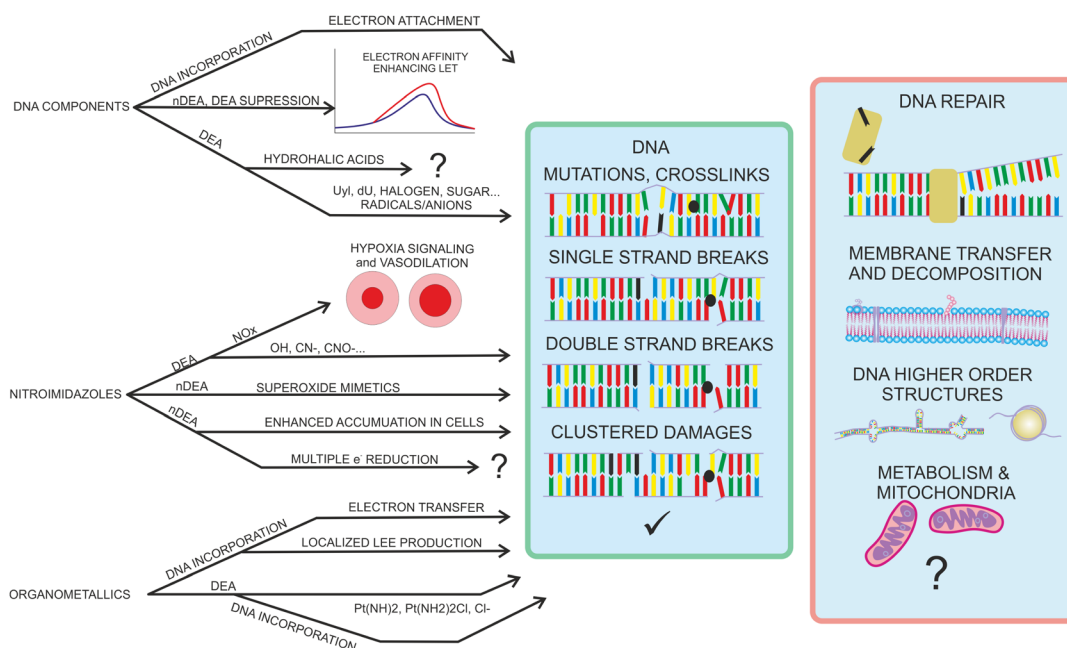 ELECTRON ATTACHMENT
DNA INCORPORATION
ELECTRON AFFINITY
ENHANCING LET
DNA COMPONENTS
nDEA, DEA SUPRESSION
DEA
HYDROHALIC ACIDS
?
Uyl, dU, HALOGEN, SUGAR...
RADICALS/ANIONS
HYPOXIA SIGNALING
and VASODILATION
NOx
DEA
OH, CN-, CNO-...
NITROIMIDAZOLES
nDEA
SUPEROXIDE MIMETICS
nDEA
ENHANCED ACCUMUATION IN CELLS
MULTIPLE e- REDUCTION
?
ELECTRON TRANSFER
DNA INCORPORATION
LOCALIZED LEE PRODUCTION
ORGANOMETALLICS
DEA
Pt(NH)2, Pt(NH2)2Cl, Cl-
DNA INCORPORATION
DNA
MUTATIONS, CROSSLINKS
SINGLE STRAND BREAKS
DOUBLE STRAND BREAKS
CLUSTERED DAMAGES
✓
DNA REPAIR
MEMBRANE TRANSFER
AND DECOMPOSITION
DNA HIGHER ORDER
STRUCTURES
METABOLISM &
MITOCHONDRIA
?